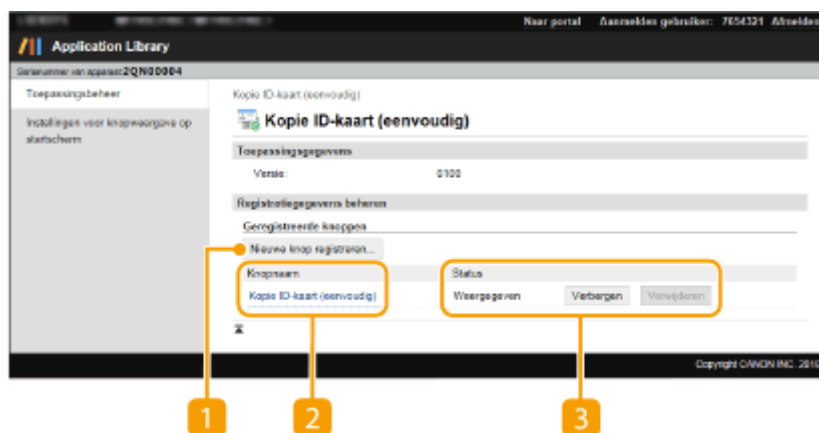 Naar portal Aanmelden gebruiker: 7654321 Afmelden
Application Library
Serienummer van apparaat:2QN00004
Toepassingsbeheer
Instellingen voor knopweergave op
startscherm
Kopie ID-kaart (eenvoudig)
Kopie ID-kaart (eenvoudig)
Toepassingsgegevens
Versie: 0100
Registratiegegevens beheren
Geregistreerde knoppen
Nieuwe knop registreren...
Knopnaam Status
Kopie ID-kaart (eenvoudig) Weergegeven Verbergen Verwijderen
Copyright CANON INC.
1 2 3